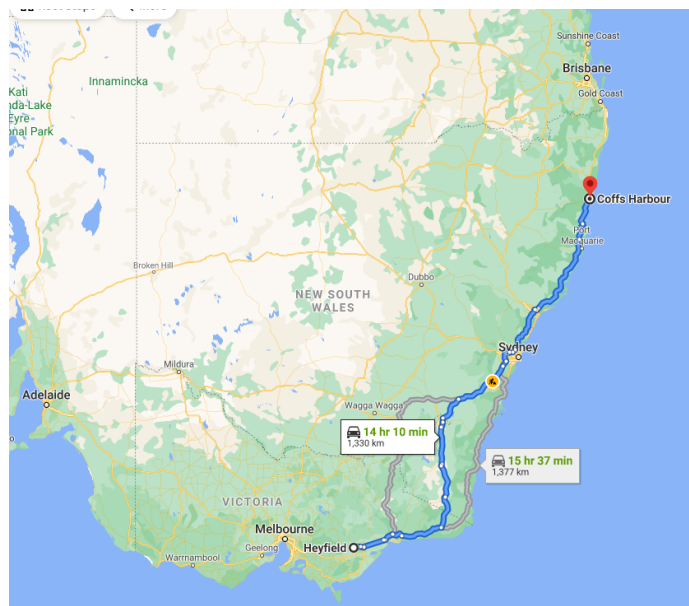 Sunshine Coast
Brisbane
Gold Coast
Innamincka
Kati
nda-Lake
Eyre
onal Park
Coffs Harbour
Port
Macquarie
Broken Hill
Dubbo
NEW SOUTH
WALES
Sydney
Mildura
Adelaide
Wagga Wagga
14 hr 10 min
1,330 km
15 hr 37 min
1,377 km
VICTORIA
Melbourne
Heyfield
Geelong
Warrnambool